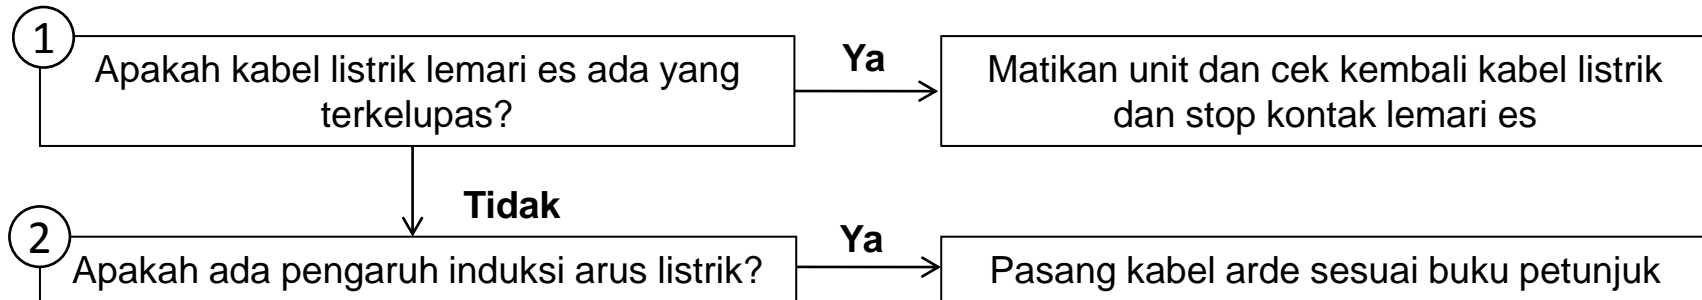 1
Apakah kabel listrik lemari es ada yang
terkelupas?
Ya
Matikan unit dan cek kembali kabel listrik
dan stop kontak lemari es
Tidak
2
Apakah ada pengaruh induksi arus listrik?
Ya
Pasang kabel arde sesuai buku petunjuk